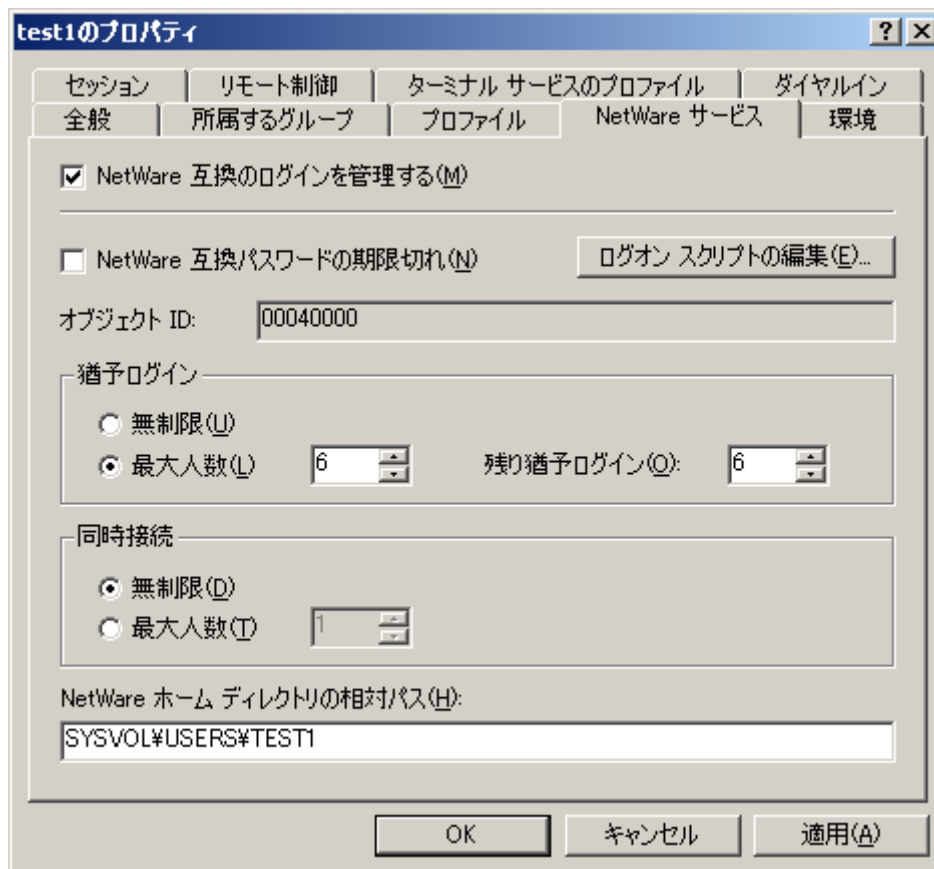 test1のプロパティ
セッション リモート制御 ターミナル サービスのプロファイル ダイヤルイン
全般 所属するグループ プロファイル NetWare サービス 環境
NetWare 互換のログインを管理する(M)
NetWare 互換パスワードの期限切れ(N) ログオン スクリプトの編集(E)...
オブジェクト ID: 00040000
猶予ログイン
無制限(U)
最大人数(L) 6 残り猶予ログイン(O): 6
同時接続
無制限(D)
最大人数(T) 1
NetWare ホーム ディレクトリの相対パス(H):
SYSVOL¥USERS¥TEST1
OK キャンセル 適用(A)